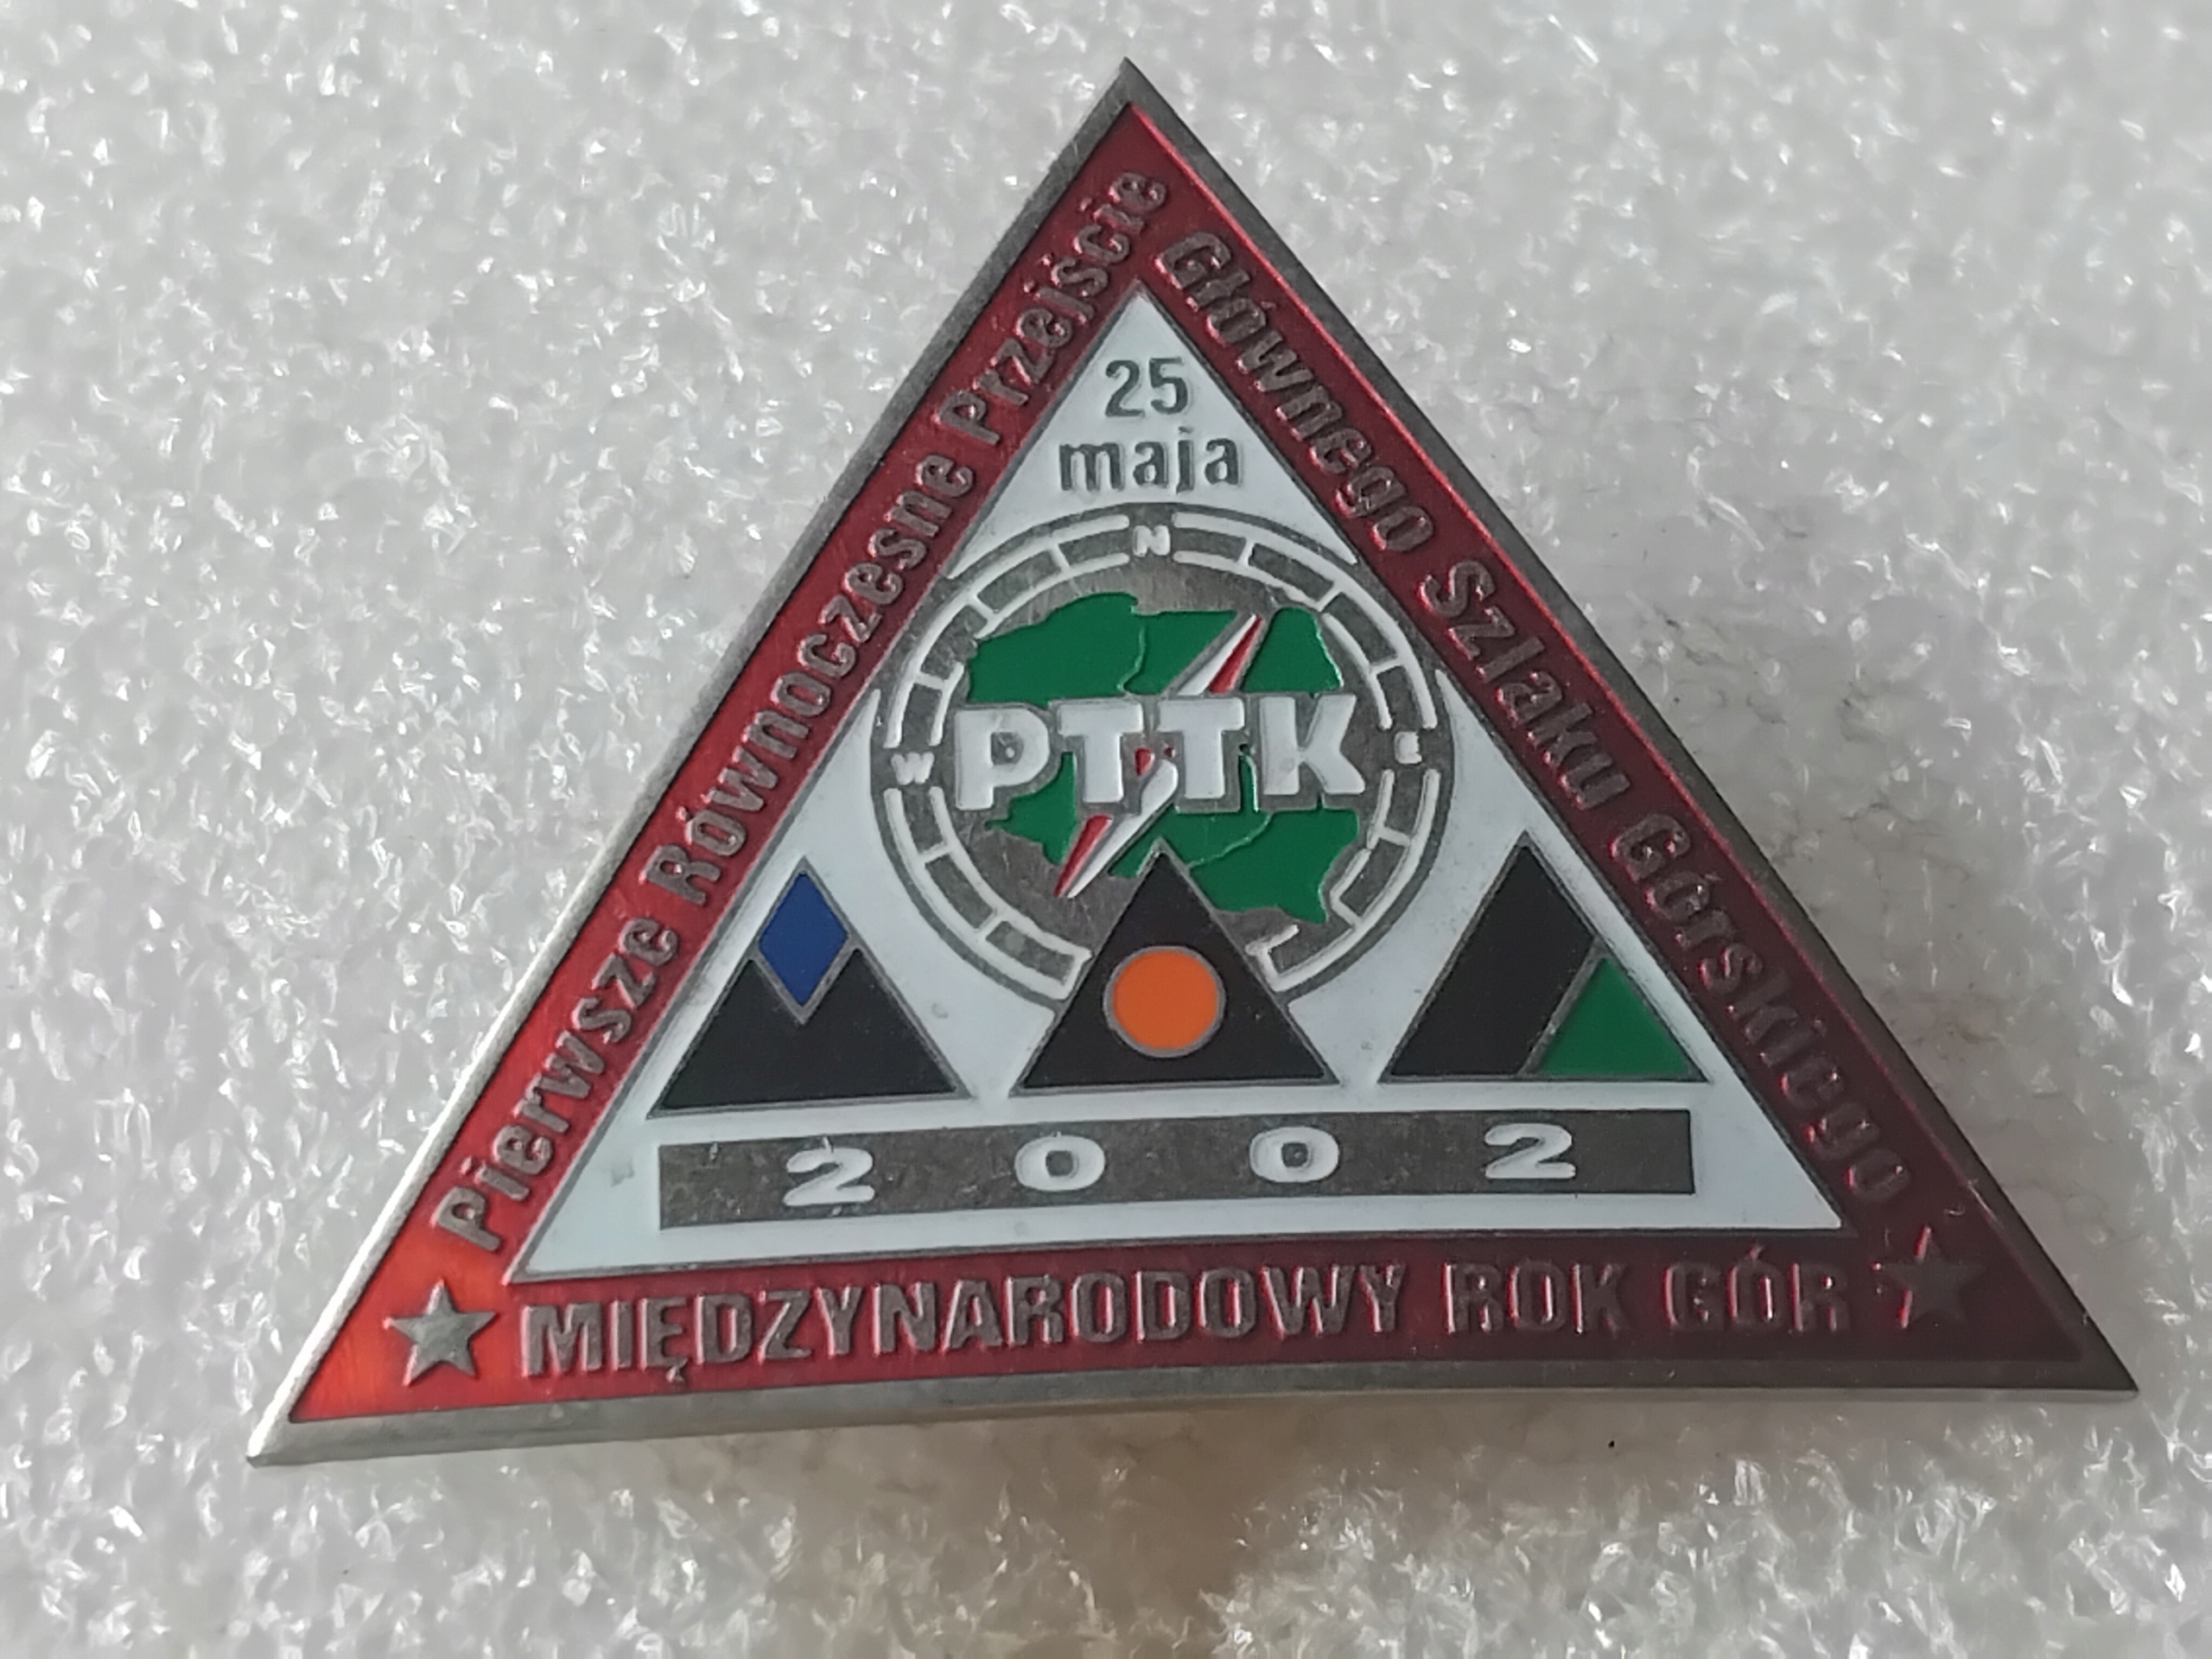 Pierwsze Równoczesne Przejście
Głównego Szlaku Górskiego
25
maja
N
W
E
PTTK
2002
MIĘDZYNARODOWY ROK GÓR